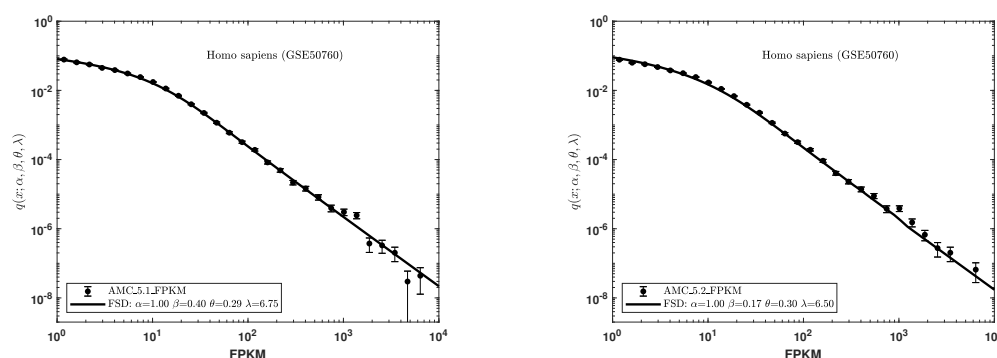 10^0
10^-2
10^-4
10^-6
10^-8
q(x; α, β, θ, λ)
Homo sapiens (GSE50760)
AMC_5.1_FPKM
FSD: α=1.00 β=0.40 θ=0.29 λ=6.75
10^0 10^1 10^2 10^3 10^4
FPKM
10^0
10^-2
10^-4
10^-6
10^-8
q(x; α, β, θ, λ)
Homo sapiens (GSE50760)
AMC_5.2_FPKM
FSD: α=1.00 β=0.17 θ=0.30 λ=6.50
10^0 10^1 10^2 10^3
FPKM